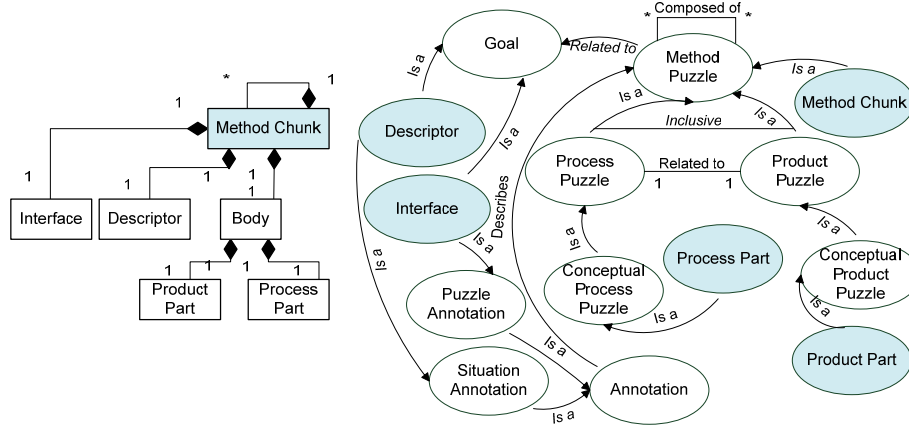 *
1
1
Method Chunk
1
1
1
1
1
Interface
Descriptor
Body
1
1
1
1
Product
Part
Process
Part
Composed of
*
*
Goal
Related to
Method
Puzzle
Is a
Is a
Method Chunk
Descriptor
Is a
Is a
Inclusive
Is a
Process
Puzzle
Related to
1
1
Product
Puzzle
Interface
Describes
Is a
Is a
Is a
Is a
Process Part
Conceptual
Process
Puzzle
Conceptual
Product
Puzzle
Puzzle
Annotation
Is a
Is a
Is a
Product Part
Situation
Annotation
Annotation
Is a